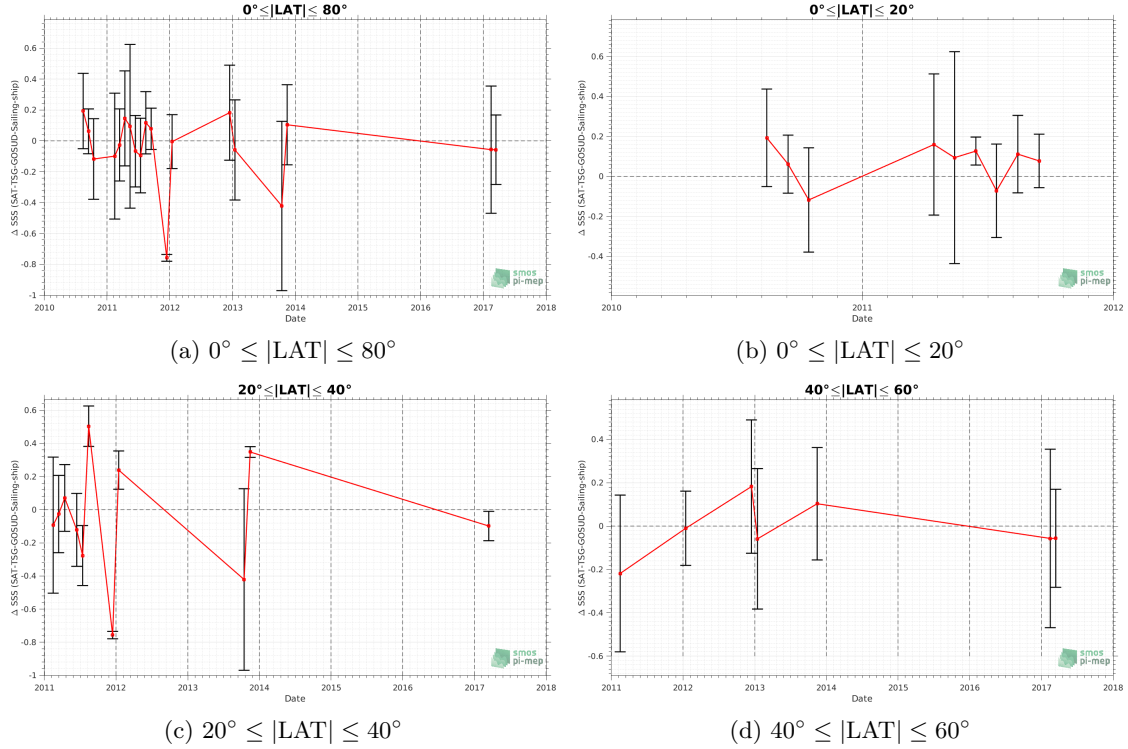 0°≤|LAT|≤ 80°
Δ SSS (SAT-TSG-GOSUD-Sailing-ship)
0.6
0.4
0.2
0
-0.2
-0.4
-0.6
-0.8
-1
2010 2011 2012 2013 2014 2015 2016 2017 2018
Date
smos
pi-mep
(a) 0° ≤ |LAT| ≤ 80°
0°≤|LAT|≤ 20°
Δ SSS (SAT-TSG-GOSUD-Sailing-ship)
0.6
0.4
0.2
0
-0.2
-0.4
2010 2011 2012
Date
smos
pi-mep
(b) 0° ≤ |LAT| ≤ 20°
20°≤|LAT|≤ 40°
Δ SSS (SAT-TSG-GOSUD-Sailing-ship)
0.6
0.4
0.2
0
-0.2
-0.4
-0.6
-0.8
-1
2011 2012 2013 2014 2015 2016 2017 2018
Date
smos
pi-mep
(c) 20° ≤ |LAT| ≤ 40°
40°≤|LAT|≤ 60°
Δ SSS (SAT-TSG-GOSUD-Sailing-ship)
0.4
0.2
0
-0.2
-0.4
-0.6
2011 2012 2013 2014 2015 2016 2017 2018
Date
smos
pi-mep
(d) 40° ≤ |LAT| ≤ 60°